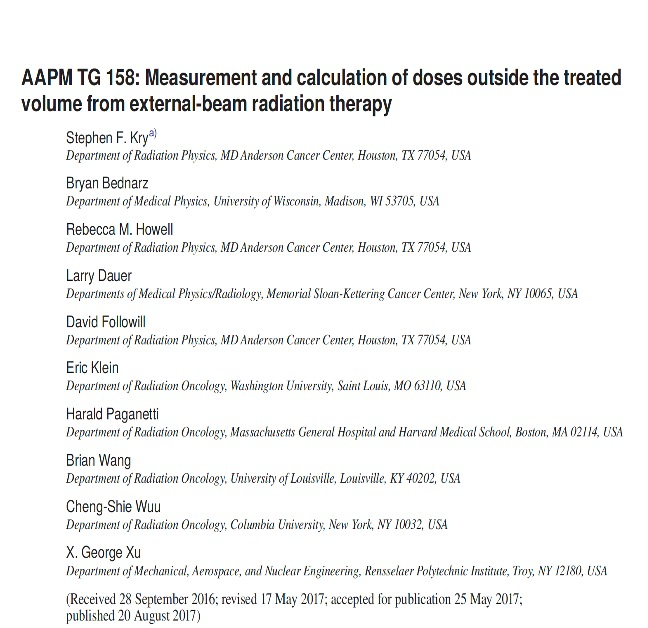 AAPM TG 158: Measurement and calculation of doses outside the treated
volume from external-beam radiation therapy
Stephen F. Kry a)
Department of Radiation Physics, MD Anderson Cancer Center, Houston, TX 77054, USA
Bryan Bednarz
Department of Medical Physics, University of Wisconsin, Madison, WI 53705, USA
Rebecca M. Howell
Department of Radiation Physics, MD Anderson Cancer Center, Houston, TX 77054, USA
Larry Dauer
Departments of Medical Physics/Radiology, Memorial Sloan-Kettering Cancer Center, New York, NY 10065, USA
David Followill
Department of Radiation Physics, MD Anderson Cancer Center, Houston, TX 77054, USA
Eric Klein
Department of Radiation Oncology, Washington University, Saint Louis, MO 63110, USA
Harald Paganetti
Department of Radiation Oncology, Massachusetts General Hospital and Harvard Medical School, Boston, MA 02114, USA
Brian Wang
Department of Radiation Oncology, University of Louisville, Louisville, KY 40202, USA
Cheng-Shie Wuu
Department of Radiation Oncology, Columbia University, New York, NY 10032, USA
X. George Xu
Department of Mechanical, Aerospace, and Nuclear Engineering, Rensselaer Polytechnic Institute, Troy, NY 12180, USA
(Received 28 September 2016; revised 17 May 2017; accepted for publication 25 May 2017;
published 20 August 2017)